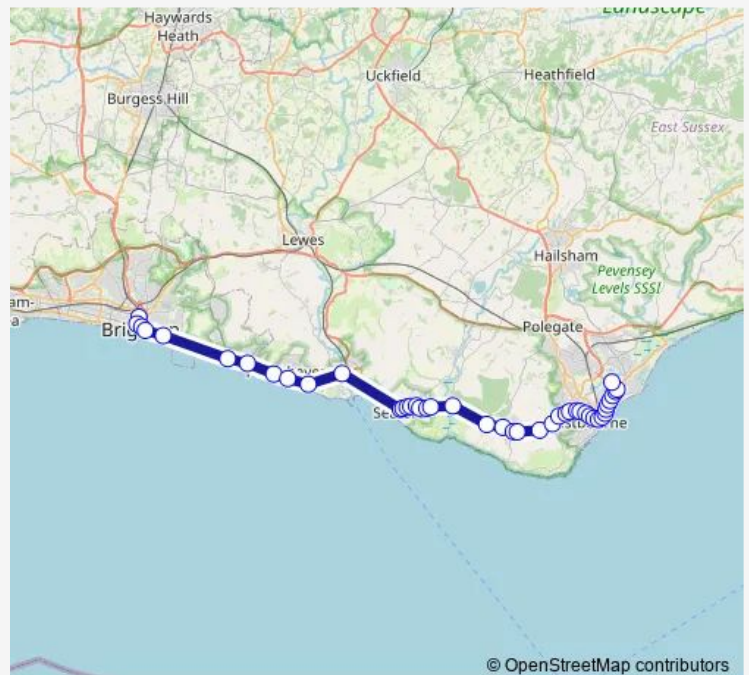 Landscape
Haywards
Heath
Uckfield
Heathfield
Burgess Hill
East Sussex
Lewes
Hailsham
Pevensey
Levels SSSI
Polegate
© OpenStreetMap contributors